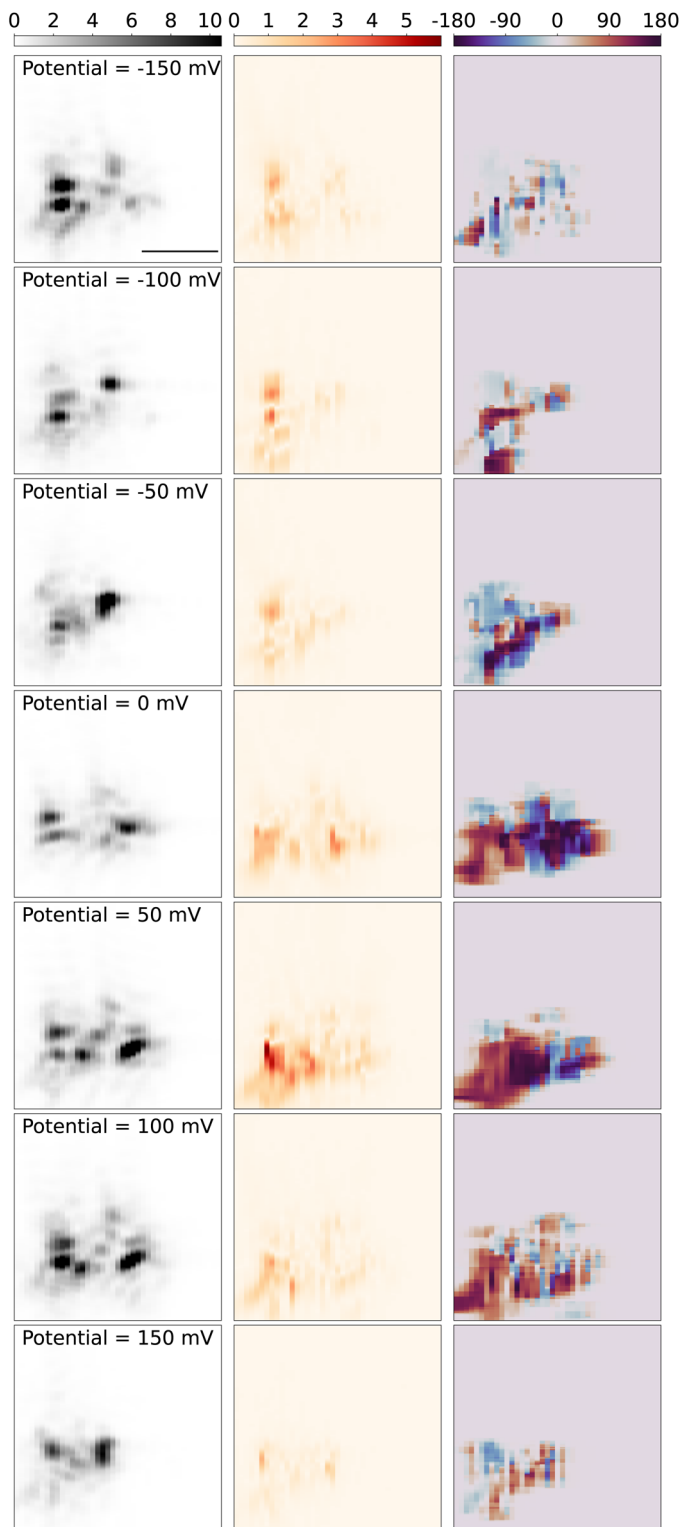 0 2 4 6 8 10 0 1 2 3 4 5 -180 -90 0 90 180
Potential = -150 mV
Potential = -100 mV
Potential = -50 mV
Potential = 0 mV
Potential = 50 mV
Potential = 100 mV
Potential = 150 mV